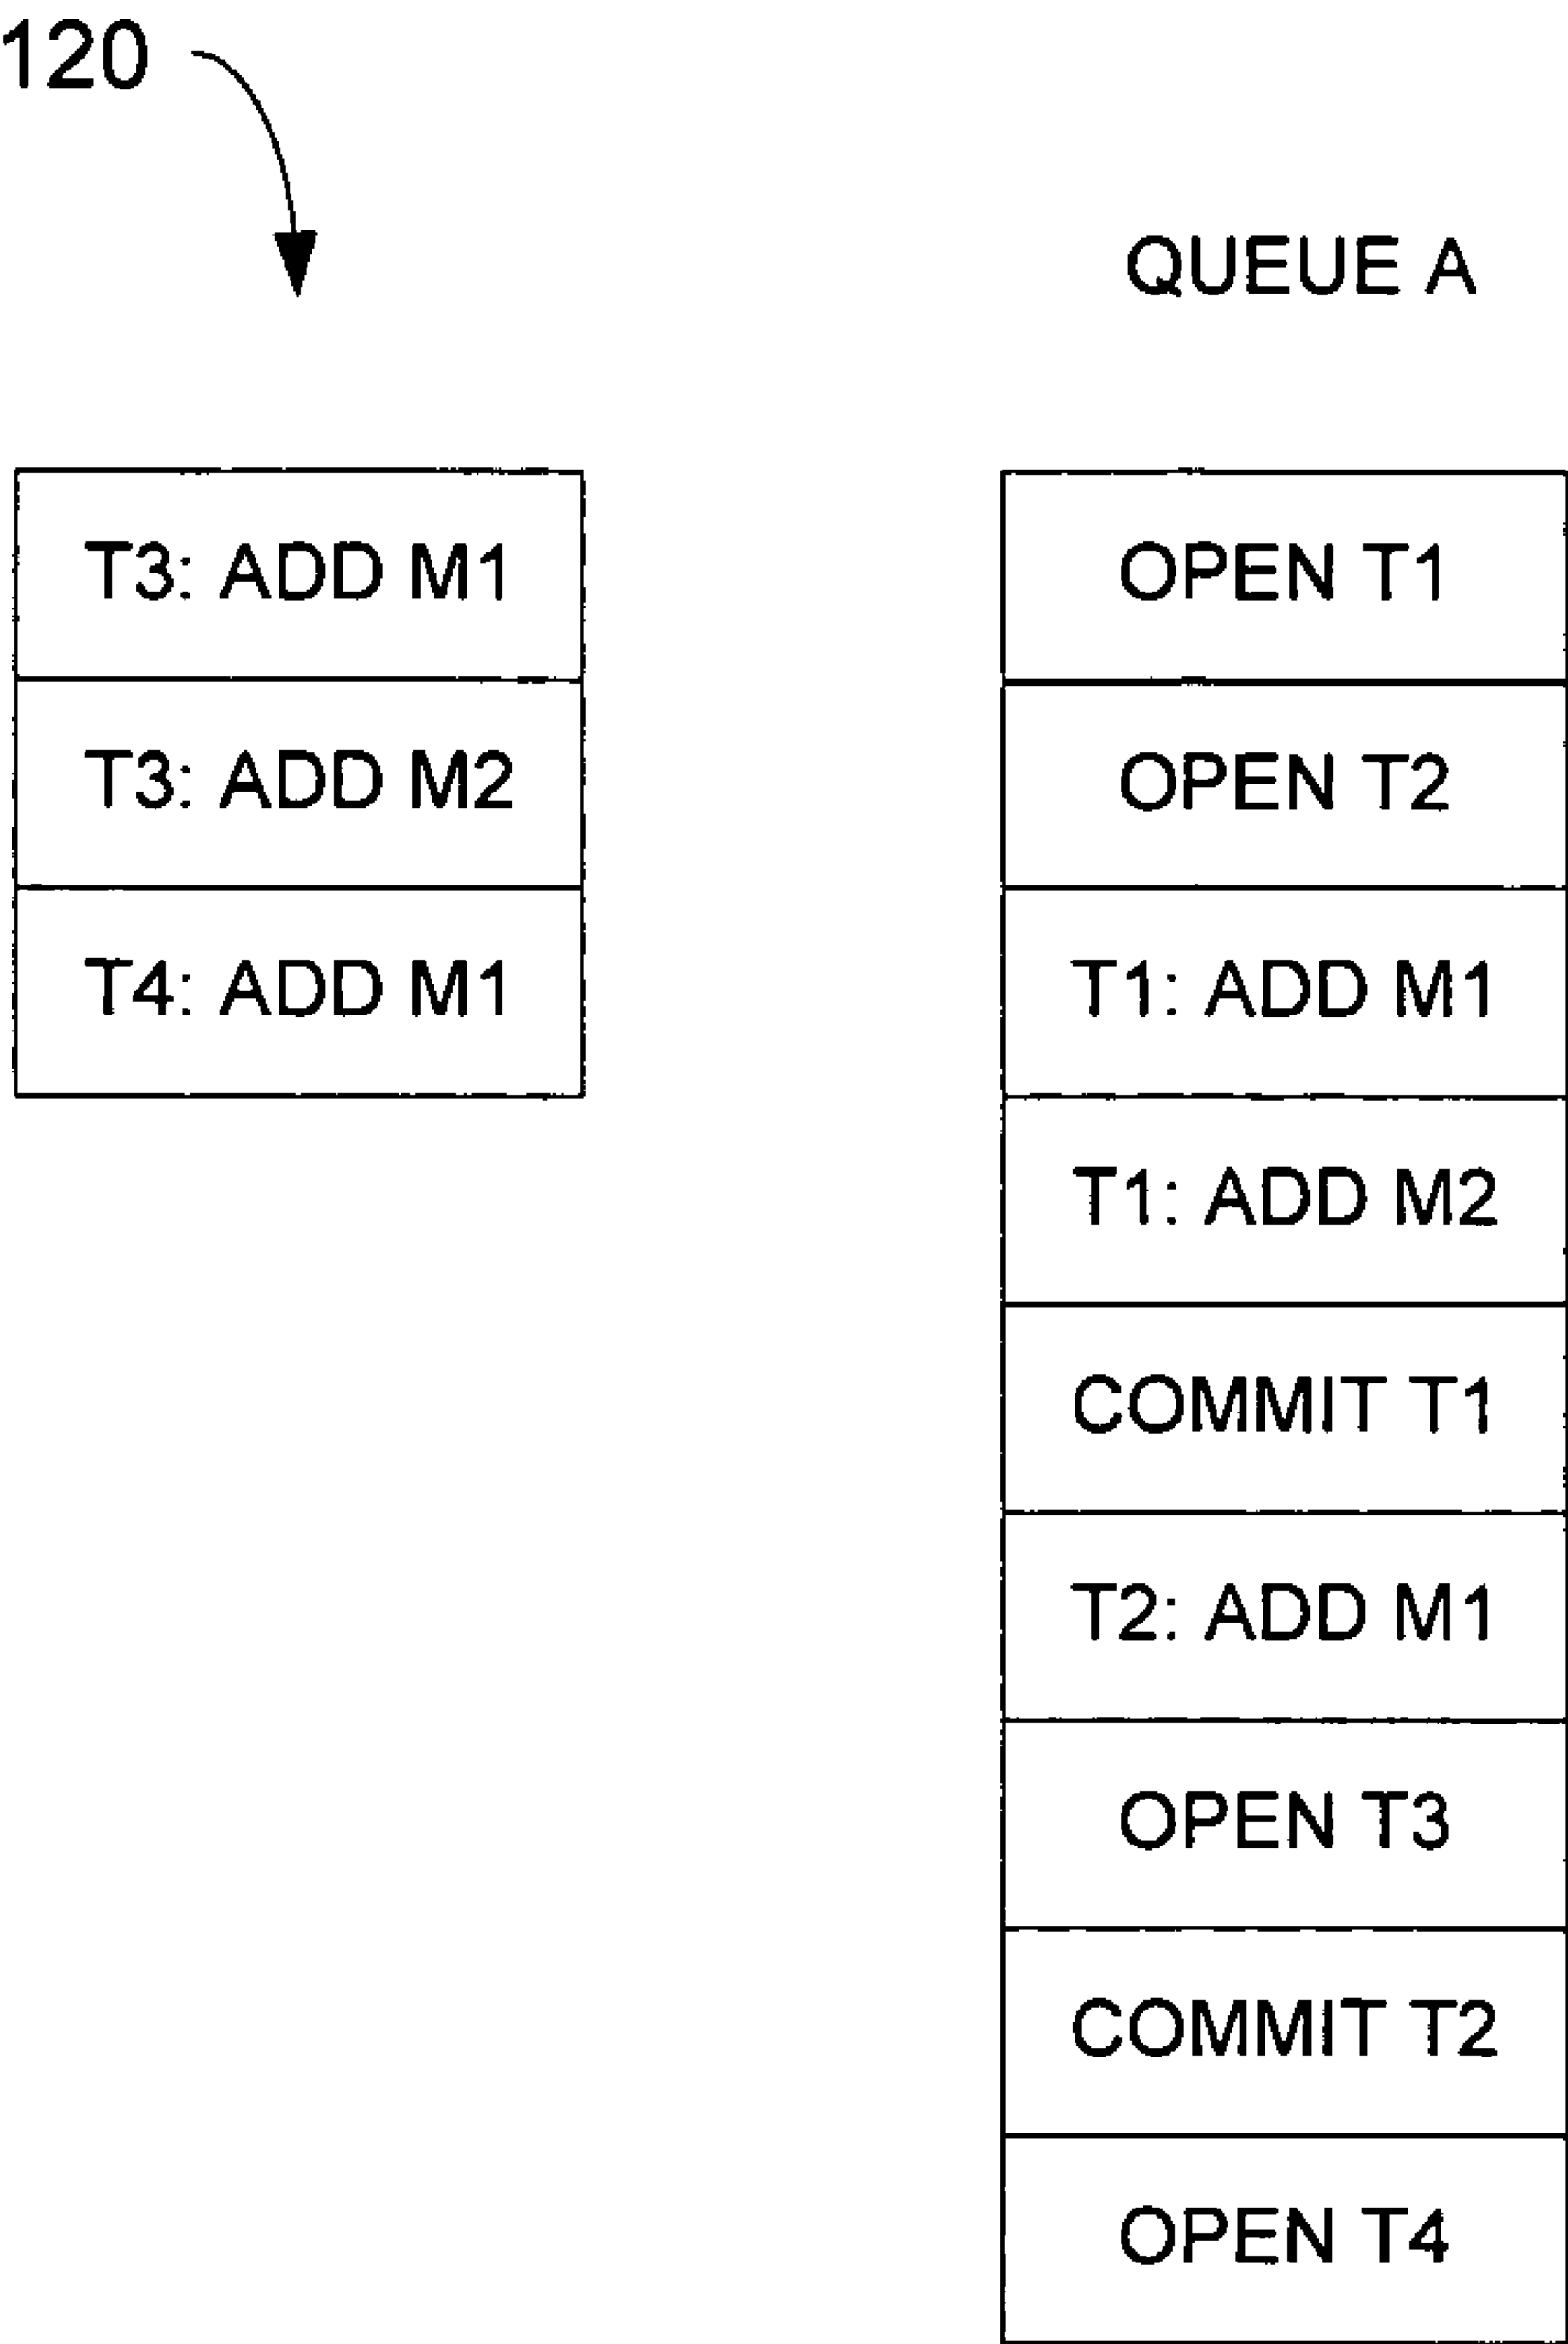 120
T3: ADD M1
T3: ADD M2
T4: ADD M1
QUEUE A
OPEN T1
OPEN T2
T1: ADD M1
T1: ADD M2
COMMIT T1
T2: ADD M1
OPEN T3
COMMIT T2
OPEN T4